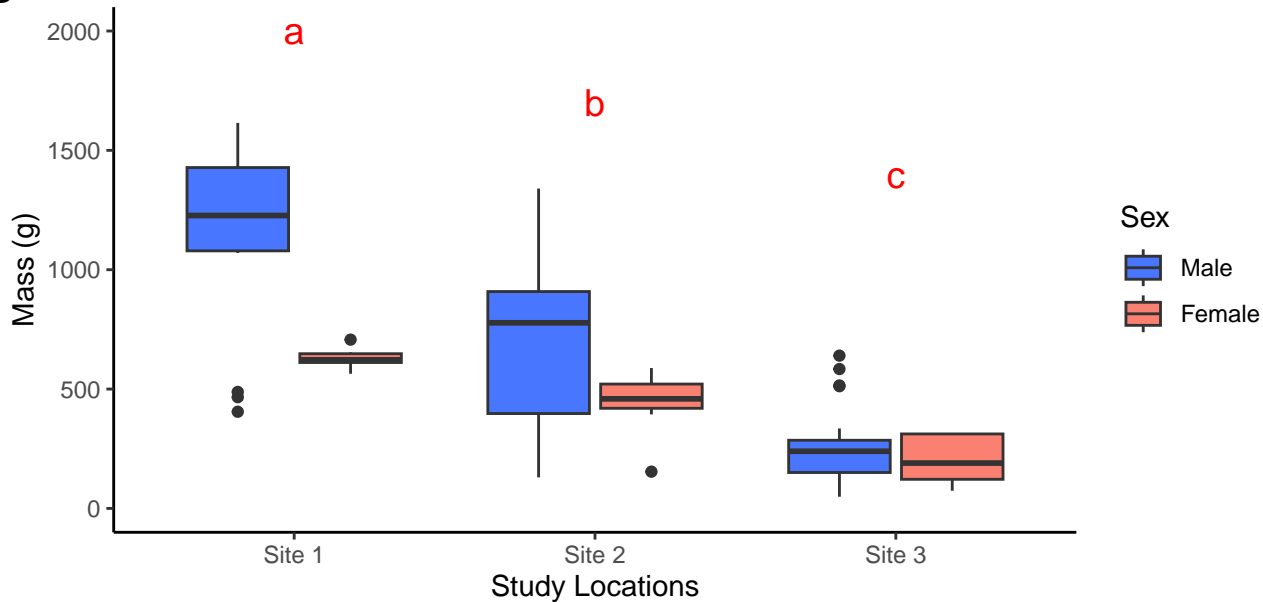 2000
a
b
1500
c
Mass (g)
1000
500
0
Site 1
Site 2
Site 3
Study Locations
Sex
Male
Female